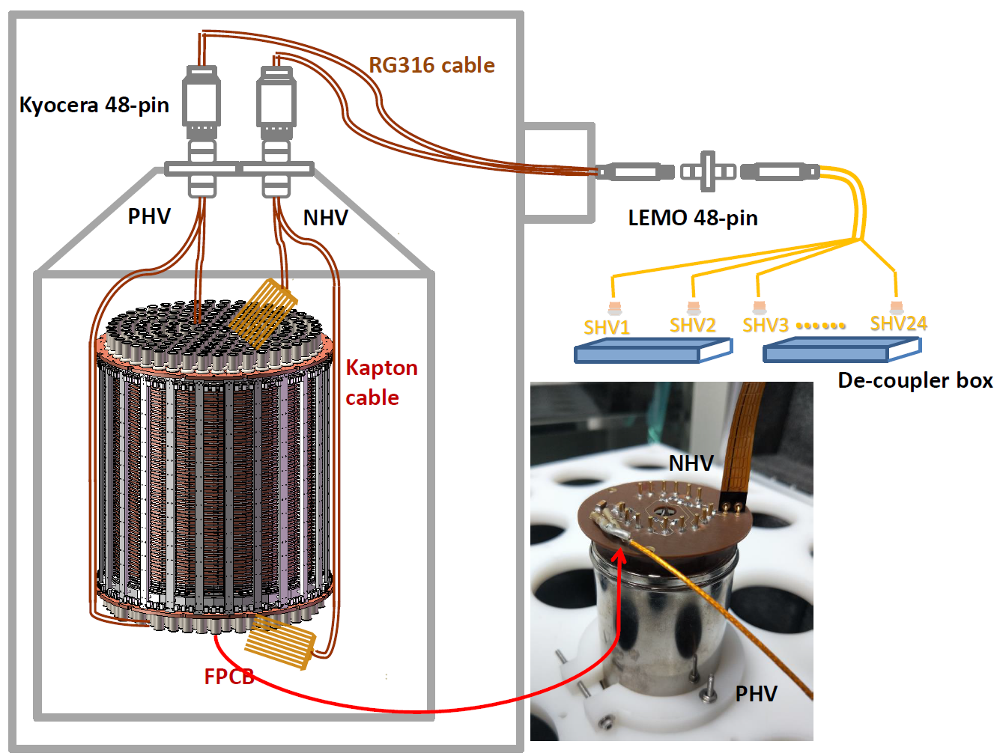 RG316 cable
Kyocera 48-pin
PHV
NHV
LEMO 48-pin
SHV1
SHV2
SHV3 ••••••
SHV24
De-coupler box
Kapton
cable
NHV
FPCB
PHV